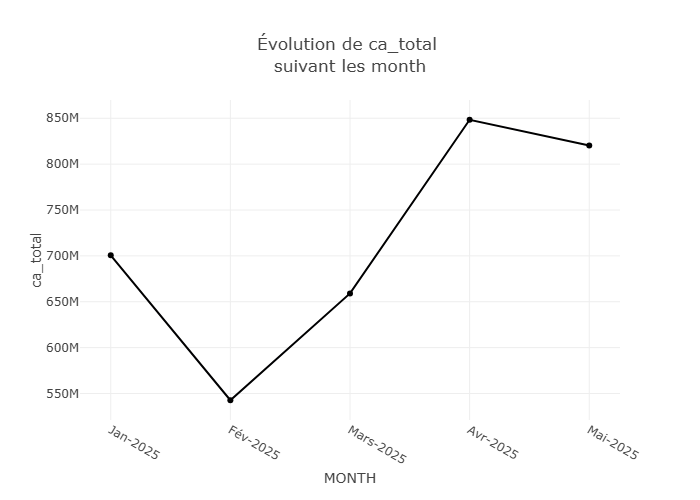 Évolution de ca_total
suivant les month
850M
800M
750M
700M
650M
600M
550M
ca_total
Jan-2025
Fév-2025
Mars-2025
Avr-2025
Mai-2025
MONTH